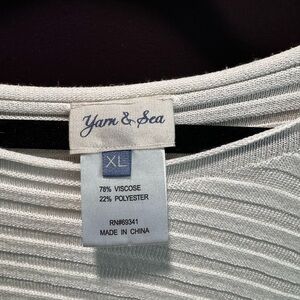 Yarn & Sea
XL
78% VISCOSE
22% POLYESTER
RN#69341
MADE IN CHINA